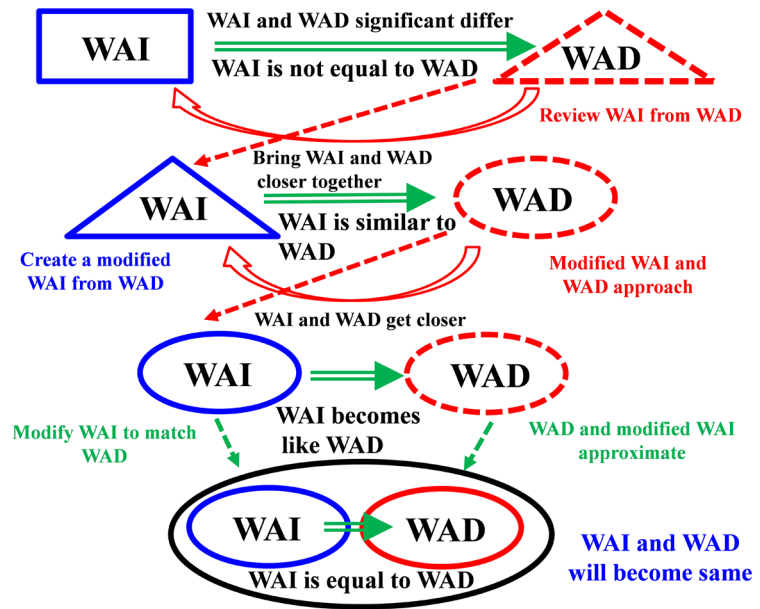 WAI and WAD significant differ
WAI
WAD
WAI is not equal to WAD
Review WAI from WAD
Bring WAI and WAD
closer together
WAI
WAD
WAI is similar to
WAD
Create a modified
WAI from WAD
Modified WAI and
WAD approach
WAI and WAD get closer
WAI
WAD
WAI becomes
like WAD
Modify WAI to match
WAD
WAD and modified WAI
approximate
WAI
WAD
WAI is equal to WAD
WAI and WAD
will become same